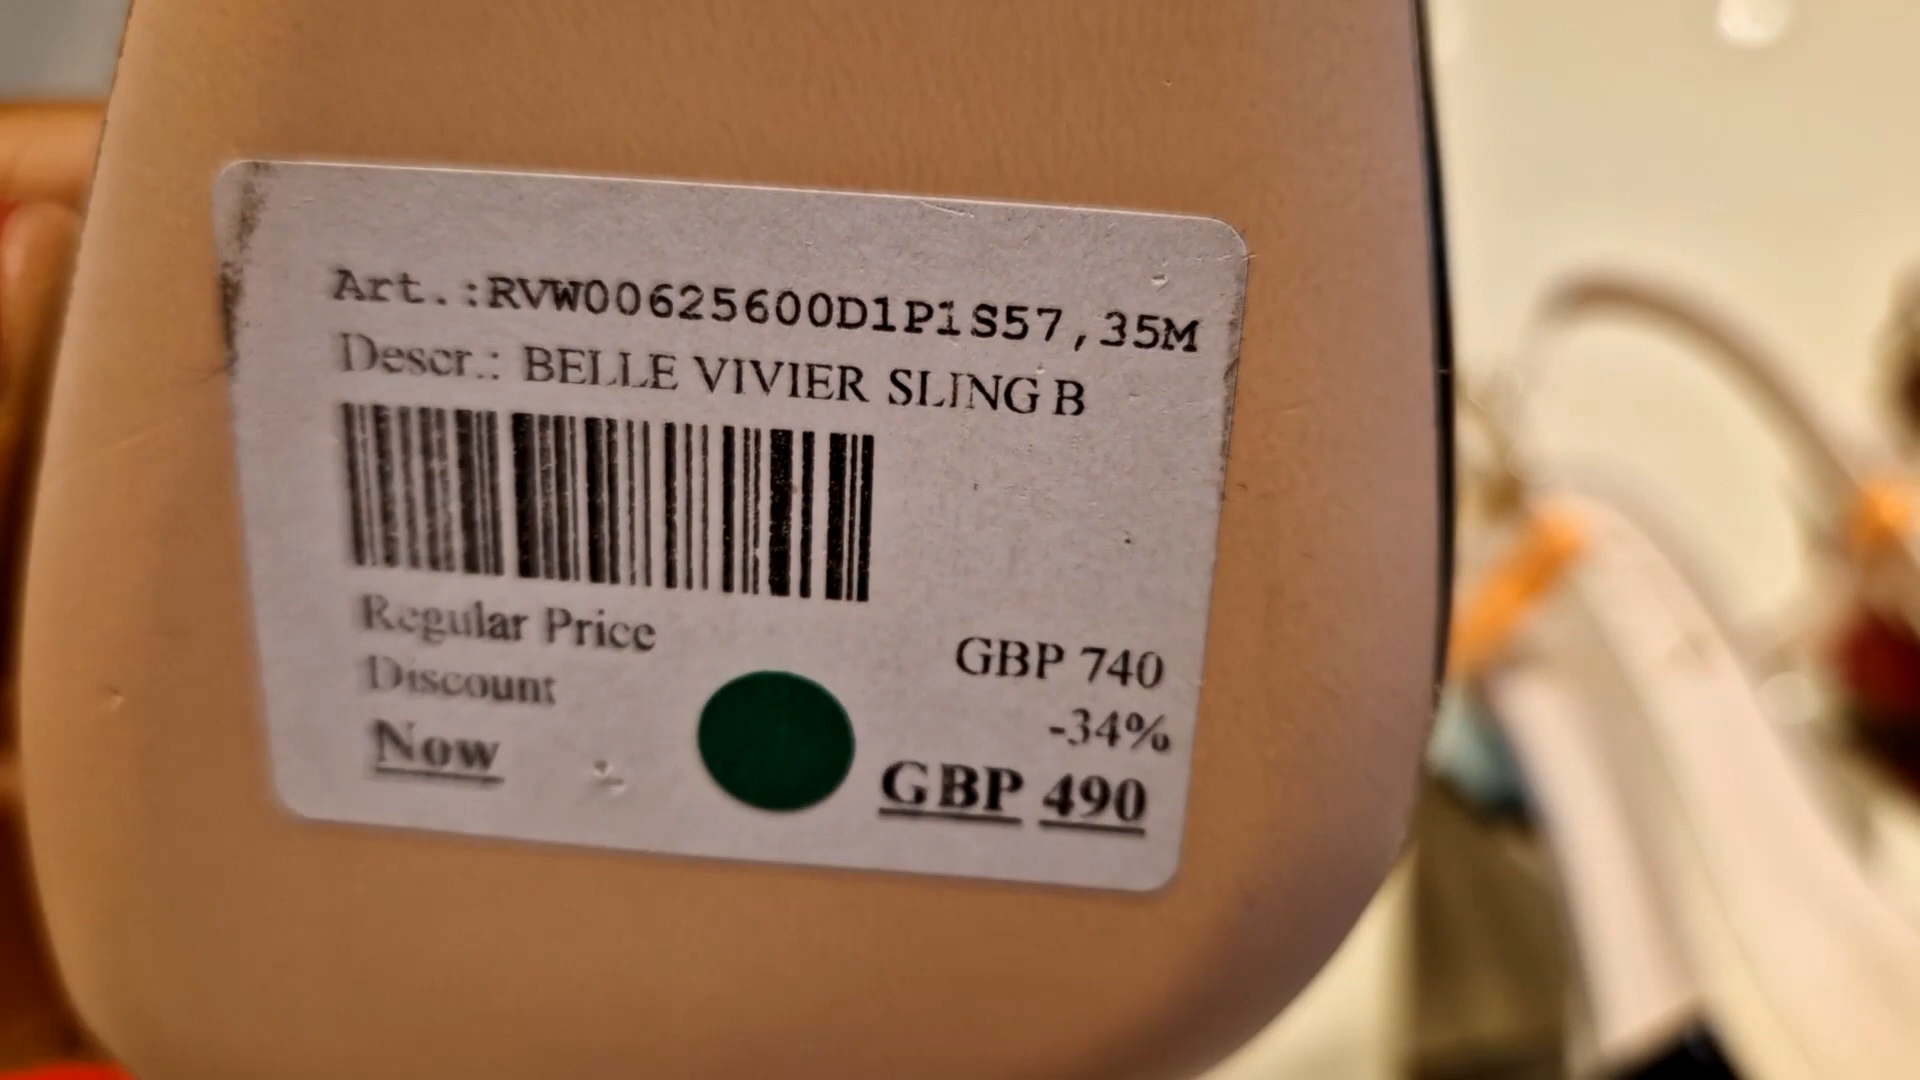 Art.:RVW00625600D1P1S57,35M
Descr.: BELLE VIVIER SLING B
Regular Price GBP 740
Discount -34%
Now GBP 490